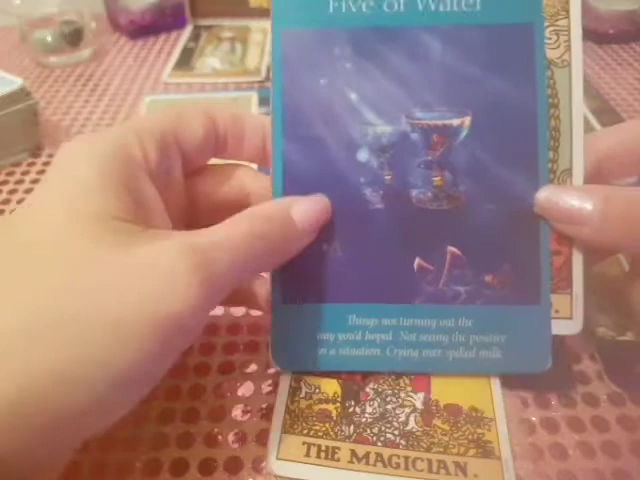 Five of Water
Things not turning out the
way you'd hoped. Not seeing the positive
in a situation. Crying over spilled milk.
THE MAGICIAN.